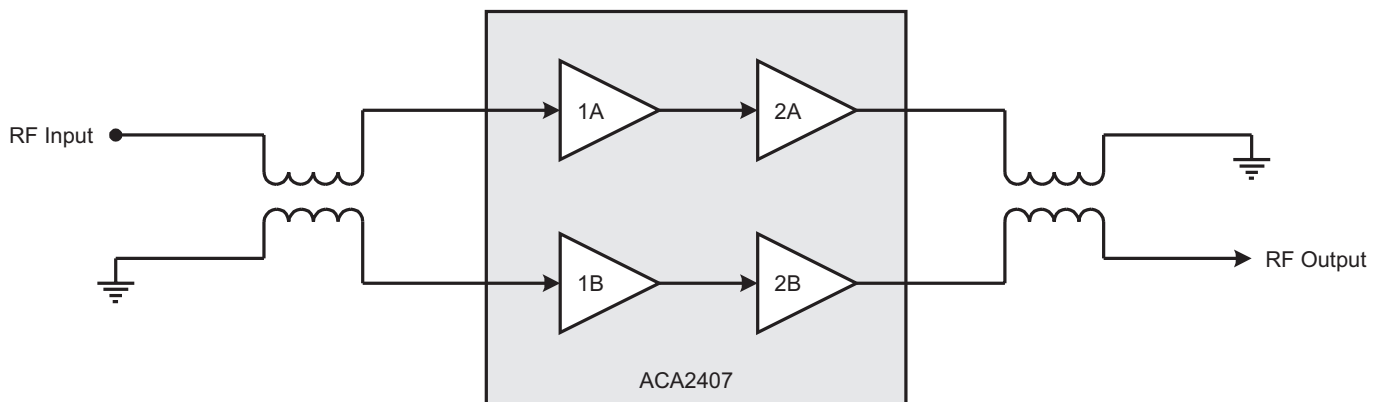 1A
2A
RF Input
1B
2B
RF Output
ACA2407